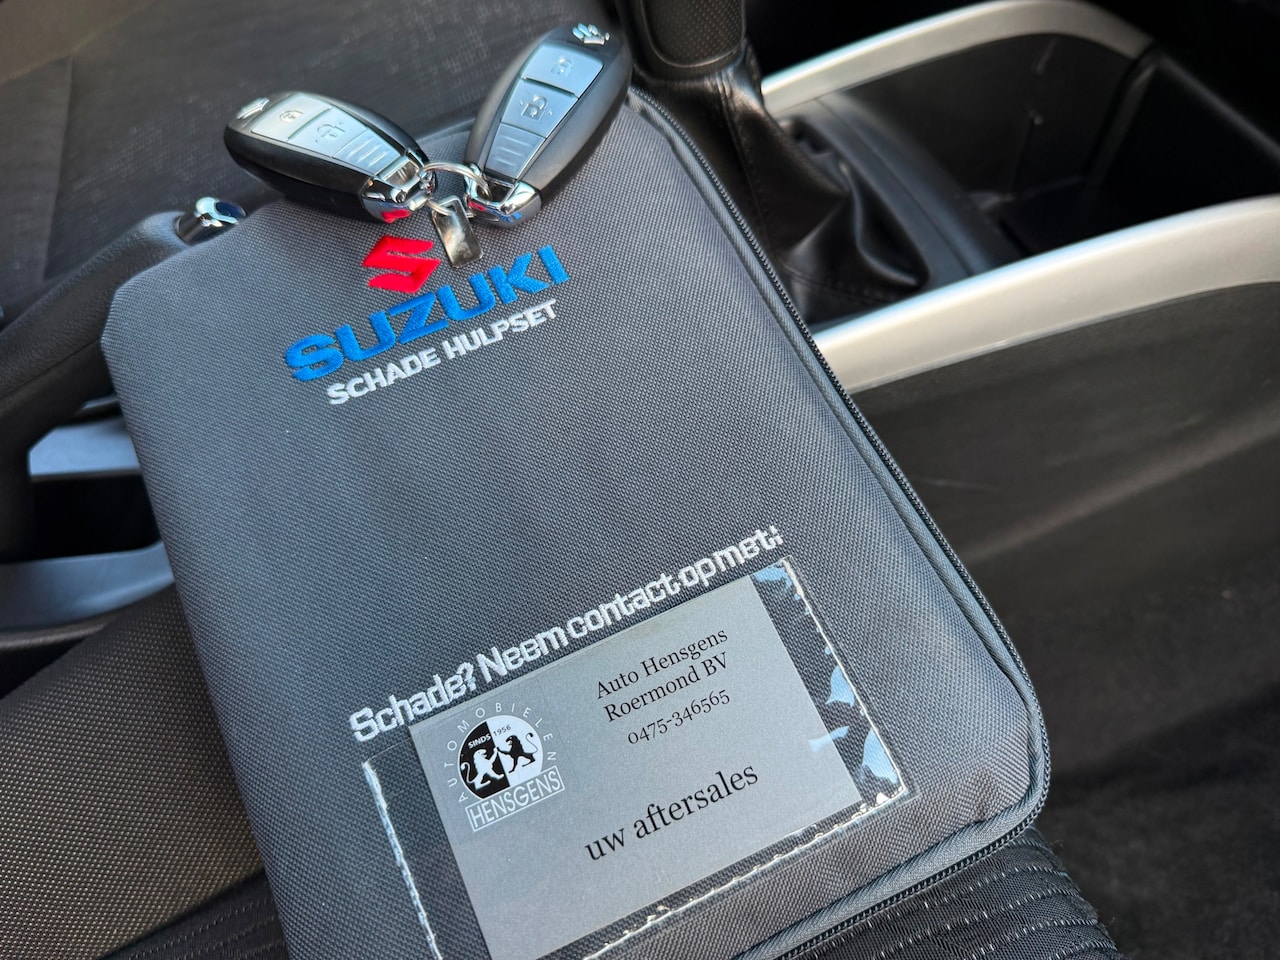 SUZUKI
SCHADE HULPSET
Schade? Neem contact op met:
Auto Hensgens
Roermond BV
0475-346565
AUTOMOBIELEN
SINDS 1956
HENSGENS
uw aftersales